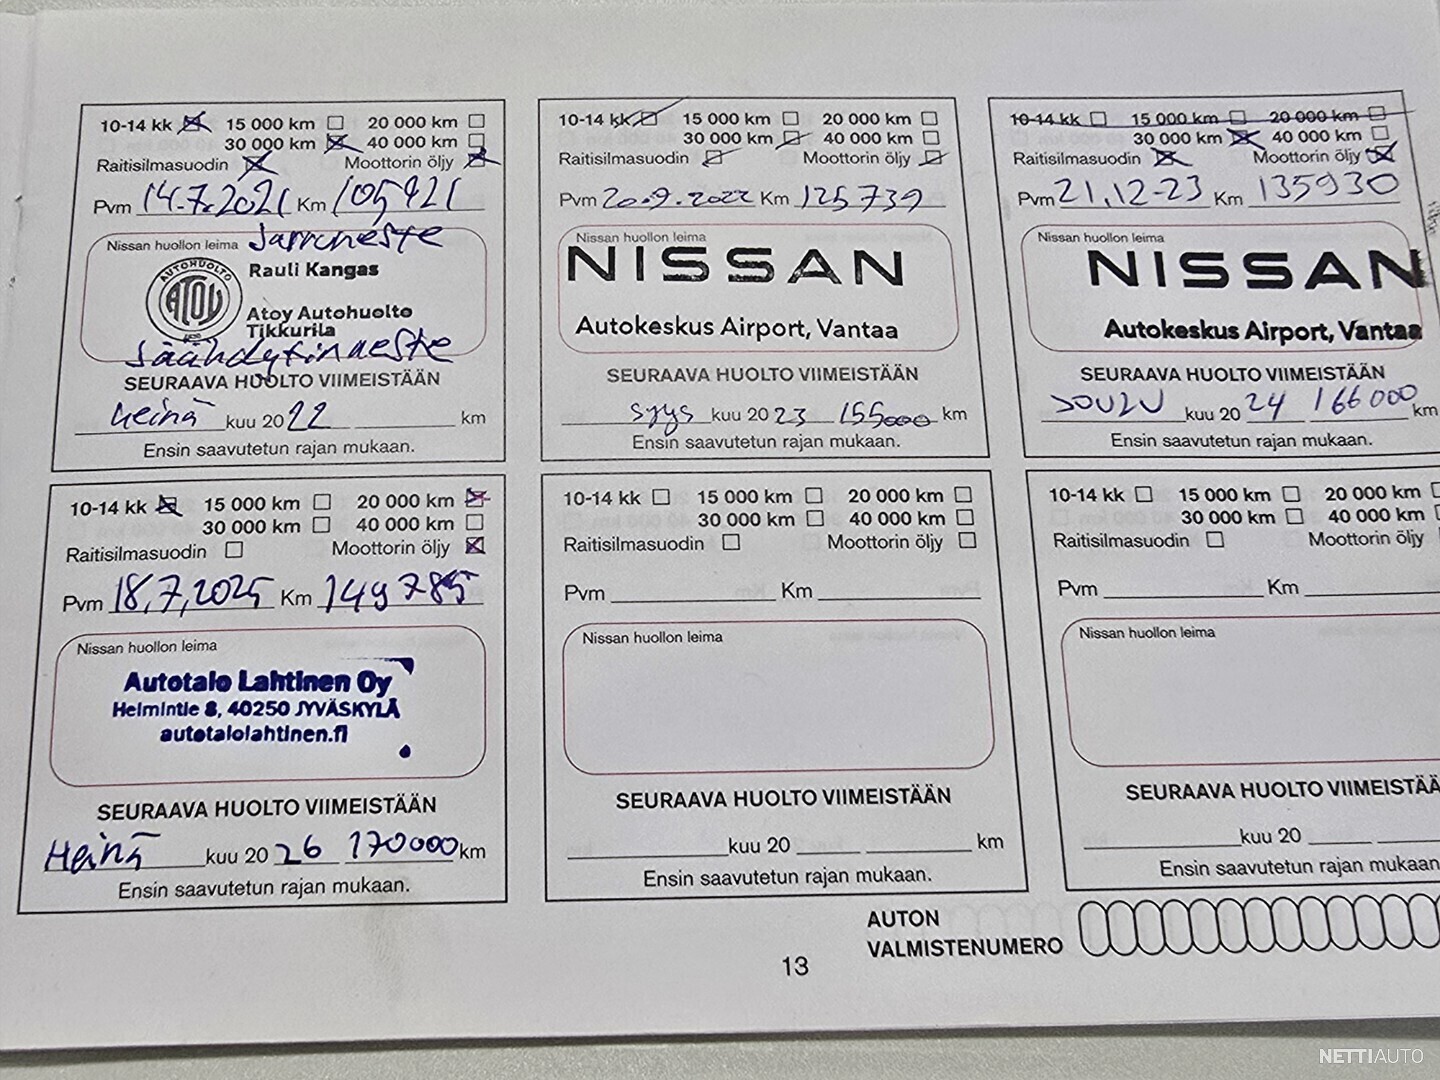 10-14 kk 15 000 km 20 000 km
30 000 km 40 000 km
Raitisilmasuodin Moottorin öljy
Pvm 14.7.2021 Km 105921
Nissan huollon leima Jarruneste
AUTOHUOLTO
ATOY
Rauli Kangas
Atoy Autohuolto
Tikkurila
Jäähdytinneste
SEURAAVA HUOLTO VIIMEISTÄÄN
Heinä kuu 2022 km
Ensin saavutetun rajan mukaan.
10-14 kk 15 000 km 20 000 km
30 000 km 40 000 km
Raitisilmasuodin Moottorin öljy
Pvm 20.9.2022 Km 125739
Nissan huollon leima
NISSAN
Autokeskus Airport, Vantaa
SEURAAVA HUOLTO VIIMEISTÄÄN
Syys kuu 2023 155000 km
Ensin saavutetun rajan mukaan.
10-14 kk 15 000 km 20 000 km
30 000 km 40 000 km
Raitisilmasuodin Moottorin öljy
Pvm 21.12-23 Km 135930
Nissan huollon leima
NISSAN
Autokeskus Airport, Vantaa
SEURAAVA HUOLTO VIIMEISTÄÄN
JOULU kuu 2024 166000 km
Ensin saavutetun rajan mukaan.
10-14 kk 15 000 km 20 000 km
30 000 km 40 000 km
Raitisilmasuodin Moottorin öljy
Pvm 18.7.2025 Km 149785
Nissan huollon leima
Autotalo Lahtinen Oy
Helmintie 8, 40250 JYVÄSKYLÄ
autotalolahtinen.fi
SEURAAVA HUOLTO VIIMEISTÄÄN
Heinä kuu 2026 170000 km
Ensin saavutetun rajan mukaan.
10-14 kk 15 000 km 20 000 km
30 000 km 40 000 km
Raitisilmasuodin Moottorin öljy
Pvm Km
Nissan huollon leima
SEURAAVA HUOLTO VIIMEISTÄÄN
kuu 20 km
Ensin saavutetun rajan mukaan.
10-14 kk 15 000 km 20 000 km
30 000 km 40 000 km
Raitisilmasuodin Moottorin öljy
Pvm Km
Nissan huollon leima
SEURAAVA HUOLTO VIIMEISTÄÄ
kuu 20
Ensin saavutetun rajan mukaan
AUTON
VALMISTENUMERO
13
NETTIAUTO